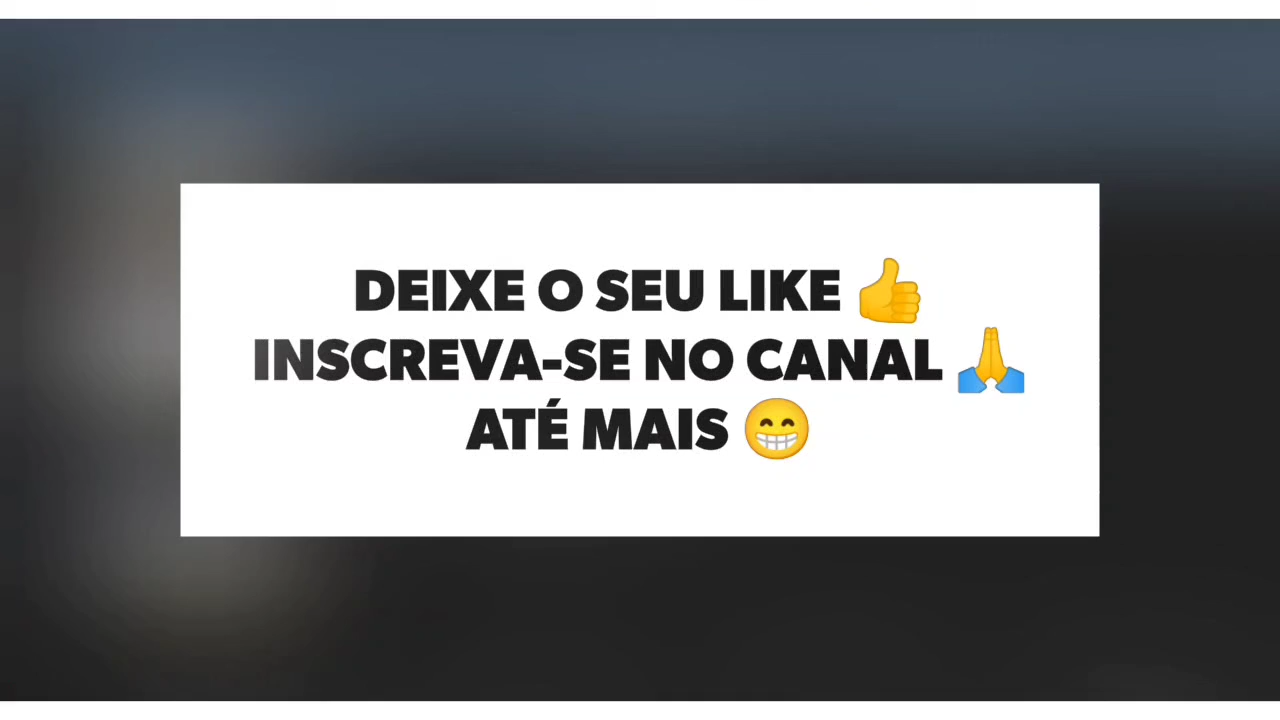 DEIXE O SEU LIKE 👍
INSCREVA-SE NO CANAL 🙏
ATÉ MAIS 😁